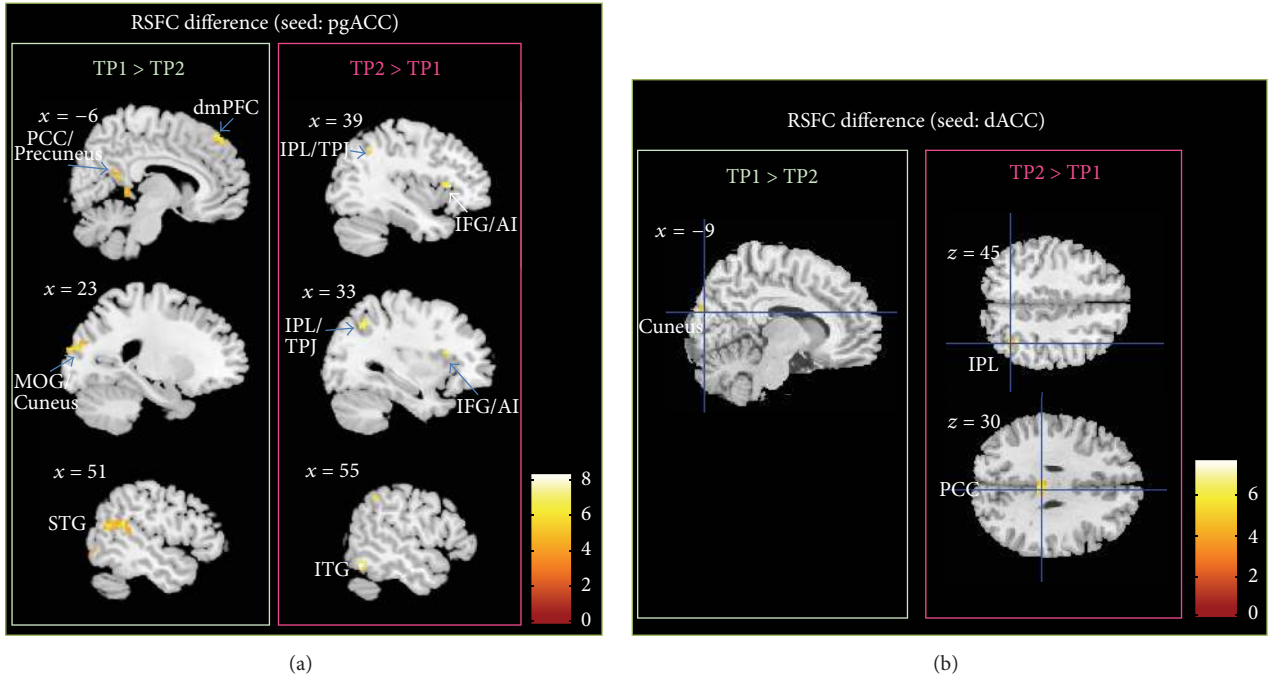 RSFC difference (seed: pgACC)
TP1 > TP2
x = −6
dmPFC
PCC/
Precuneus
x = 23
MOG/
Cuneus
x = 51
STG
TP2 > TP1
x = 39
IPL/TPJ
IFG/AI
x = 33
IPL/
TPJ
IFG/AI
x = 55
ITG
8
6
4
2
0
(a)
RSFC difference (seed: dACC)
TP1 > TP2
x = −9
Cuneus
TP2 > TP1
z = 45
IPL
z = 30
PCC
6
4
2
0
(b)